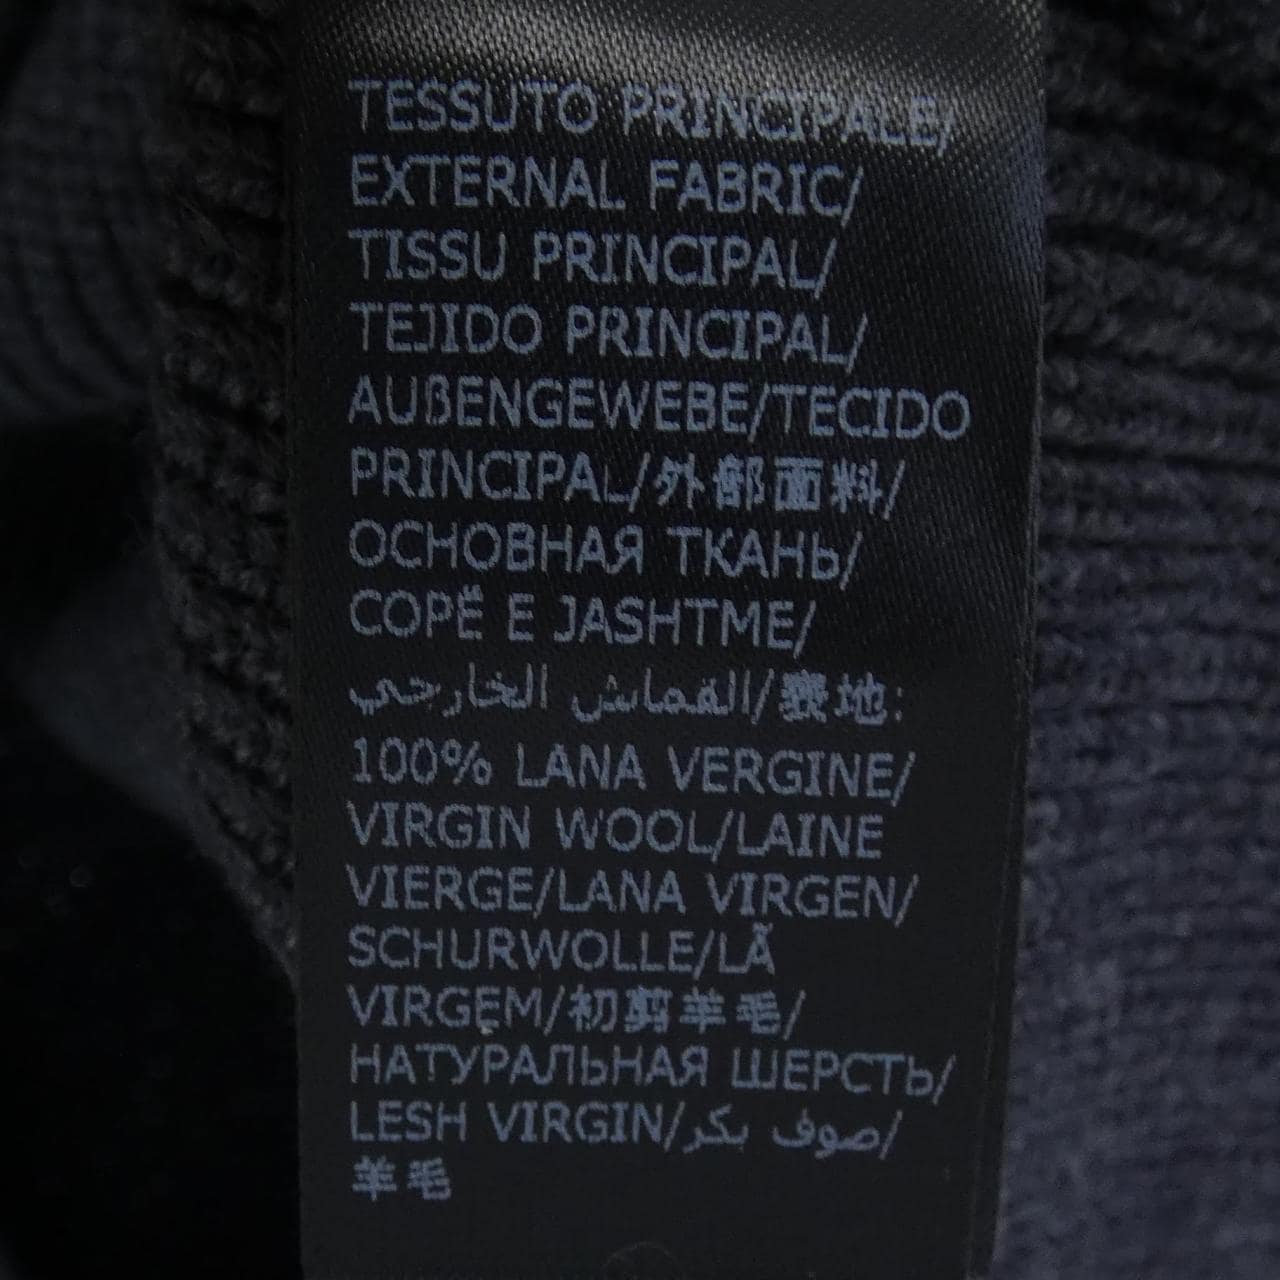 TESSUTO PRINCIPALE/
EXTERNAL FABRIC/
TISSU PRINCIPAL/
TEJIDO PRINCIPAL/
AUßENGEWEBE/TECIDO
PRINCIPAL/外部面料/
ОСНОВНАЯ ТКАНЬ/
COPË E JASHTME/
القماش الخارجي/表地:
100% LANA VERGINE/
VIRGIN WOOL/LAINE
VIERGE/LANA VIRGEN/
SCHURWOLLE/LÃ
VIRGEM/初剪羊毛/
НАТУРАЛЬНАЯ ШЕРСТЬ/
LESH VIRGIN/صوف بكر/
羊毛